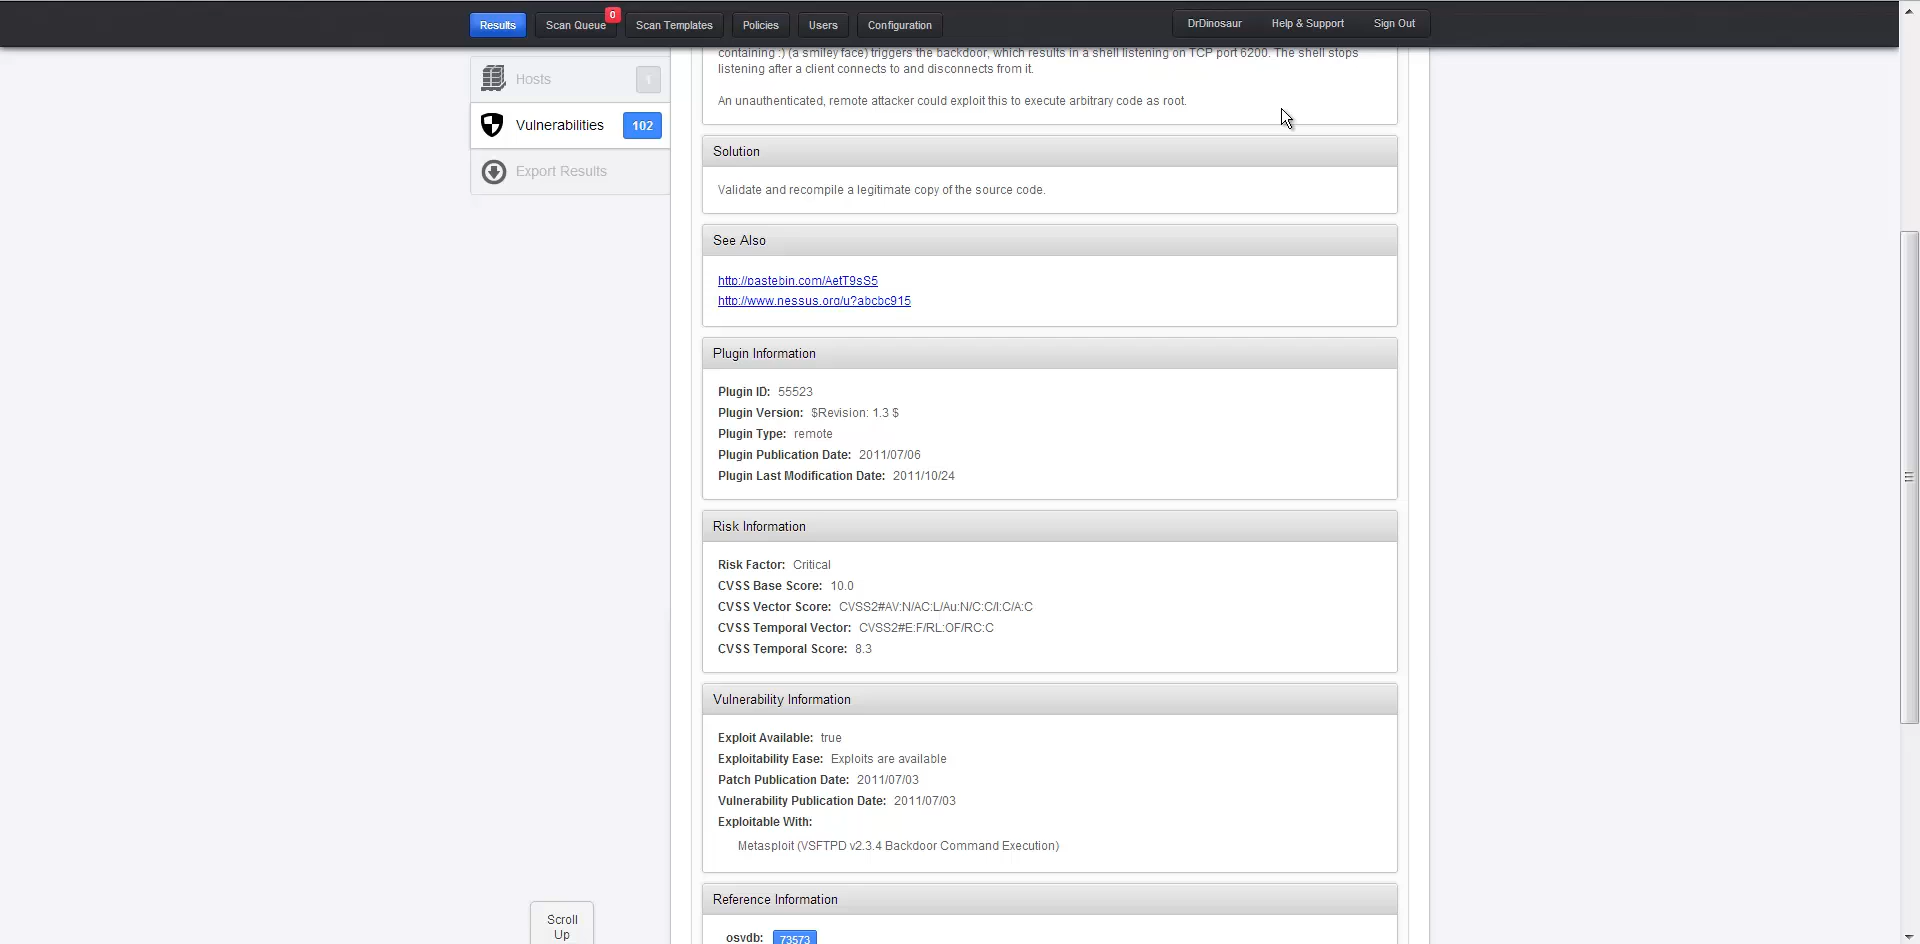 Results
Scan Queue
0
Scan Templates
Policies
Users
Configuration
DrDinosaur
Help & Support
Sign Out
Hosts
1
Vulnerabilities
102
Export Results
containing :) (a smiley face) triggers the backdoor, which results in a shell listening on TCP port 6200. The shell stops
listening after a client connects to and disconnects from it.
An unauthenticated, remote attacker could exploit this to execute arbitrary code as root.
Solution
Validate and recompile a legitimate copy of the source code.
See Also
http://pastebin.com/AetT9sS5
http://www.nessus.org/u?abcbc915
Plugin Information
Plugin ID: 55523
Plugin Version: $Revision: 1.3 $
Plugin Type: remote
Plugin Publication Date: 2011/07/06
Plugin Last Modification Date: 2011/10/24
Risk Information
Risk Factor: Critical
CVSS Base Score: 10.0
CVSS Vector Score: CVSS2#AV:N/AC:L/Au:N/C:C/I:C/A:C
CVSS Temporal Vector: CVSS2#E:F/RL:OF/RC:C
CVSS Temporal Score: 8.3
Vulnerability Information
Exploit Available: true
Exploitability Ease: Exploits are available
Patch Publication Date: 2011/07/03
Vulnerability Publication Date: 2011/07/03
Exploitable With:
Metasploit (VSFTPD v2.3.4 Backdoor Command Execution)
Reference Information
osvdb: 73573
Scroll
Up